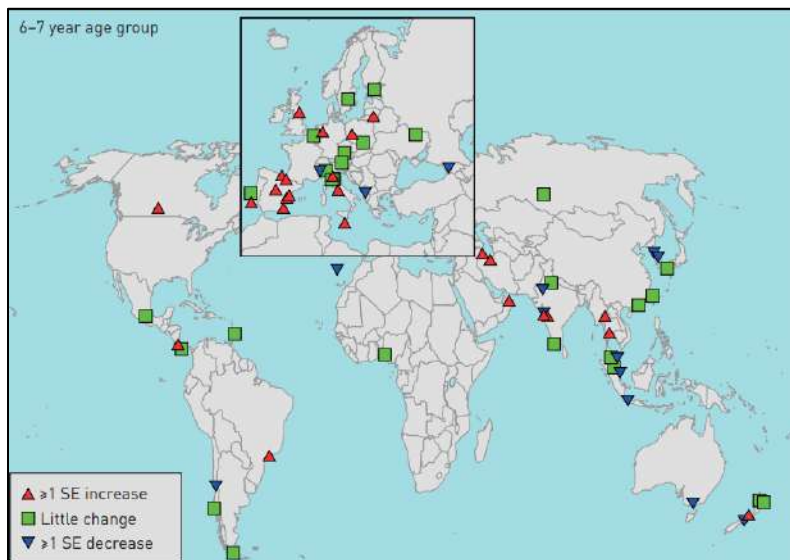 6–7 year age group
≥1 SE increase
Little change
≥1 SE decrease